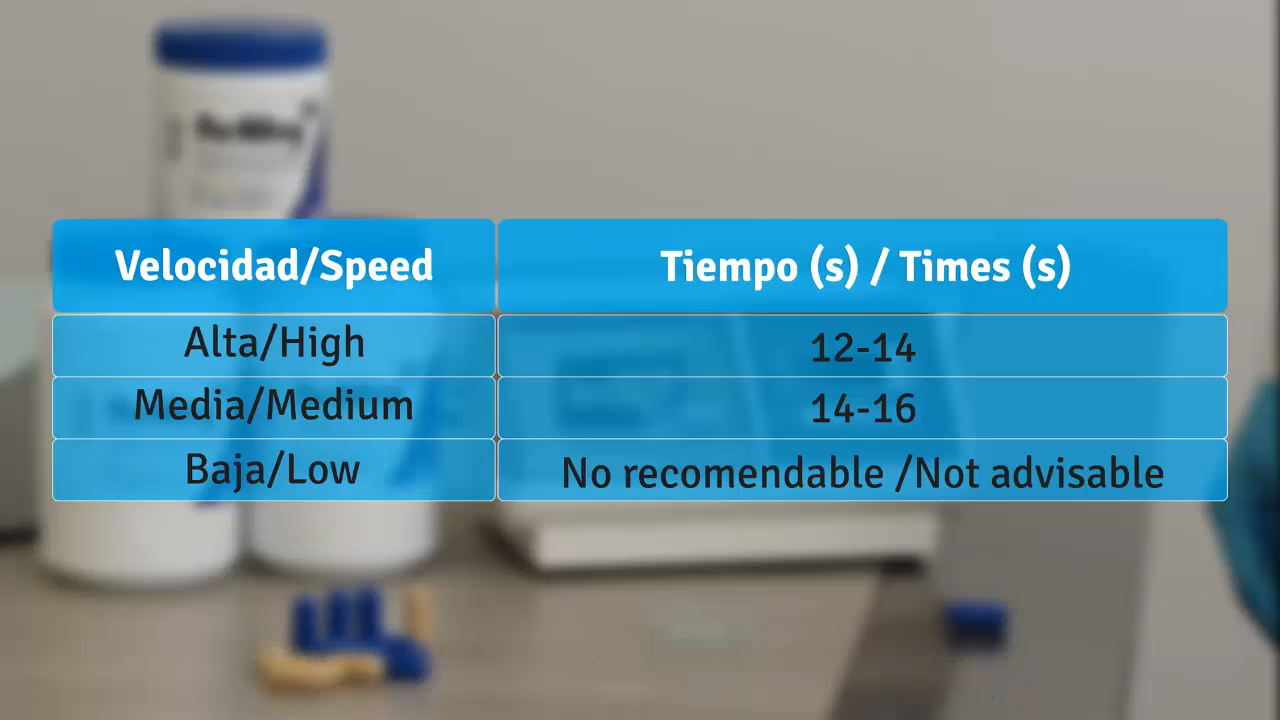 Velocidad/Speed
Tiempo (s) / Times (s)
Alta/High
12-14
Media/Medium
14-16
Baja/Low
No recomendable /Not advisable